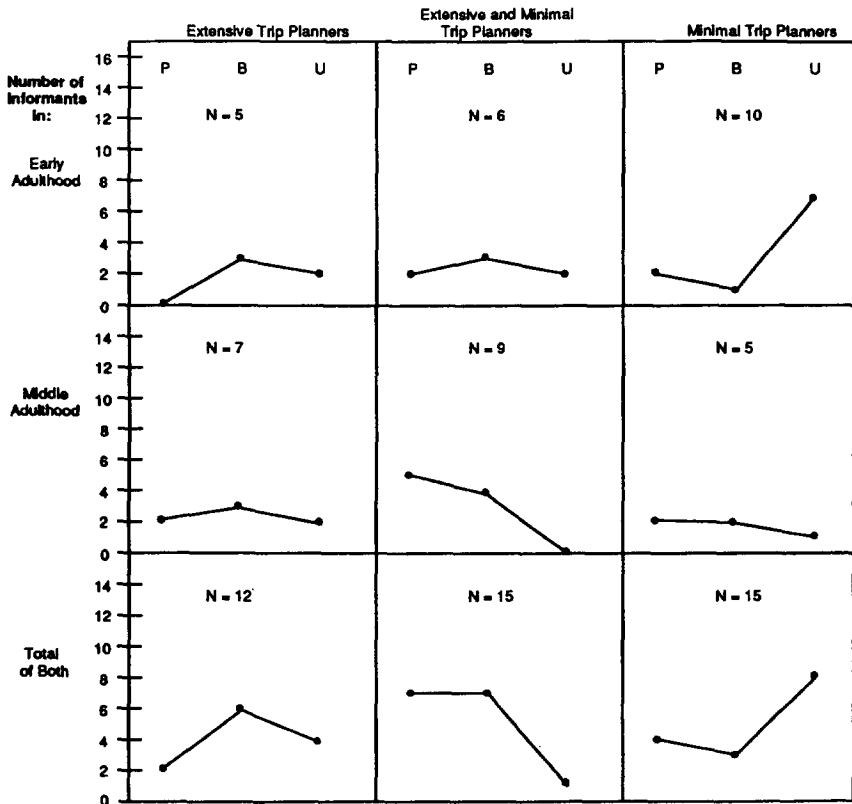 Extensive Trip Planners
Extensive and Minimal
Trip Planners
Minimal Trip Planners
Number of
Informants
In:
16
14
12
10
8
6
4
2
0
P B U
N = 5
P B U
N = 6
P B U
N = 10
Early
Adulthood
14
12
10
8
6
4
2
0
N = 7
N = 9
N = 5
Middle
Adulthood
14
12
10
8
6
4
2
0
N = 12
N = 15
N = 15
Total
of Both